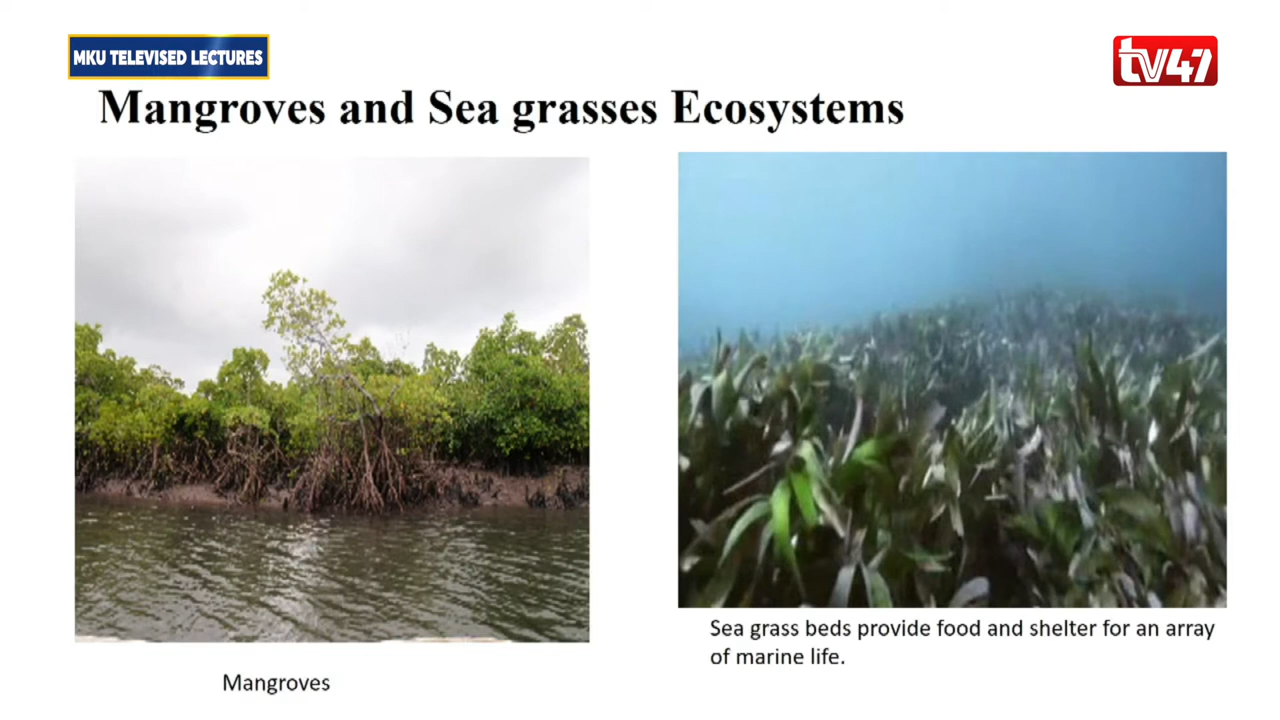 MKU TELEVISED LECTURES
tv47
Mangroves and Sea grasses Ecosystems
Mangroves
Sea grass beds provide food and shelter for an array
of marine life.